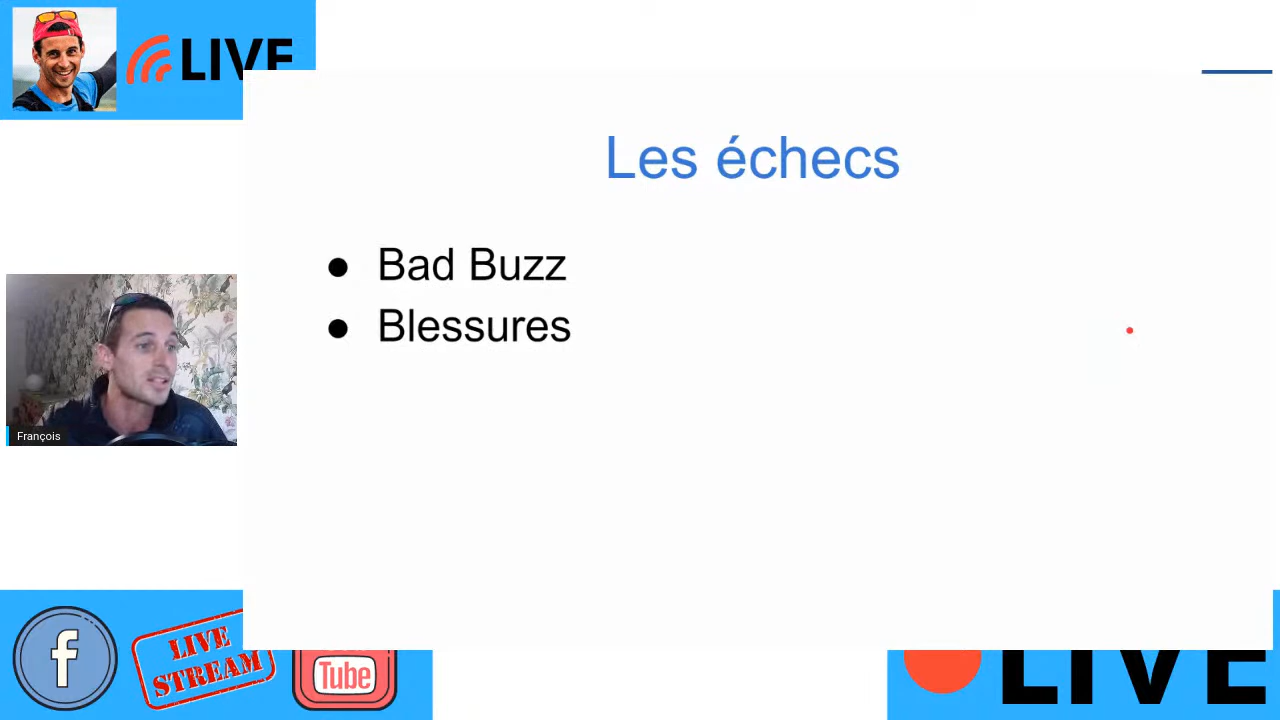 LIVE
Les échecs
● Bad Buzz
● Blessures
François
f
LIVE
STREAM
Tube
LIVE